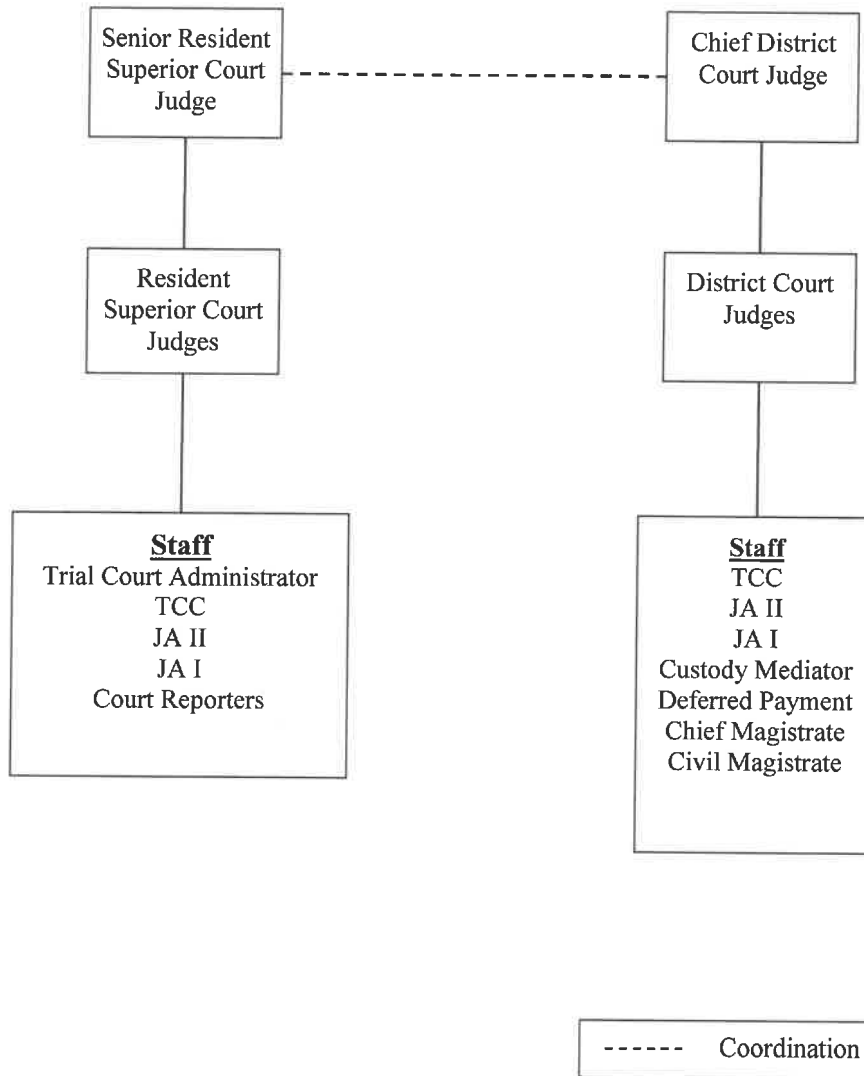 Senior Resident
Superior Court
Judge
Chief District
Court Judge
Resident
Superior Court
Judges
District Court
Judges
Staff
Trial Court Administrator
TCC
JA II
JA I
Court Reporters
Staff
TCC
JA II
JA I
Custody Mediator
Deferred Payment
Chief Magistrate
Civil Magistrate
Coordination